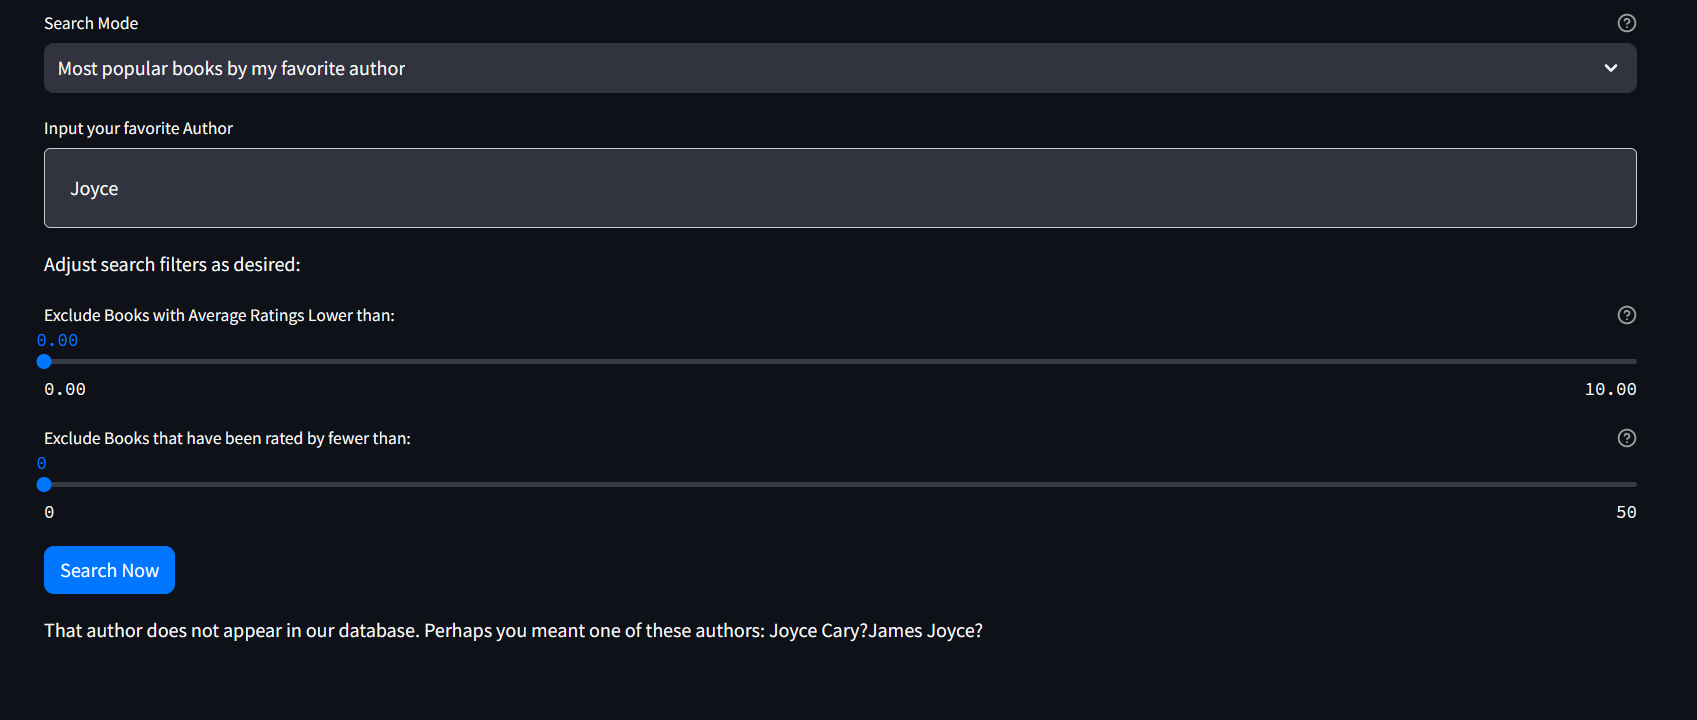 Search Mode
Most popular books by my favorite author
Input your favorite Author
Joyce
Adjust search filters as desired:
Exclude Books with Average Ratings Lower than:
0.00
0.00 10.00
Exclude Books that have been rated by fewer than:
0
0 50
Search Now
That author does not appear in our database. Perhaps you meant one of these authors: Joyce Cary?James Joyce?